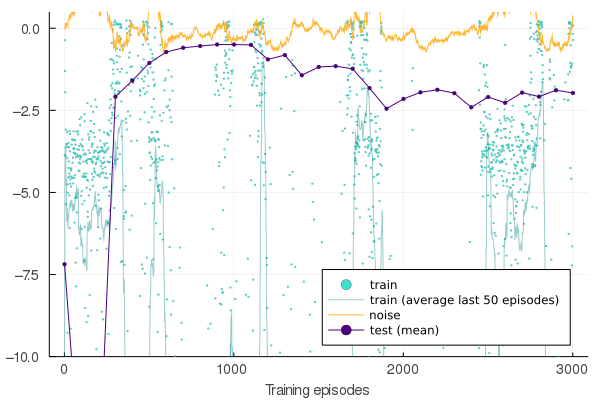 0.0
−2.5
−5.0
−7.5
−10.0
0
1000
2000
3000
Training episodes
train
train (average last 50 episodes)
noise
test (mean)